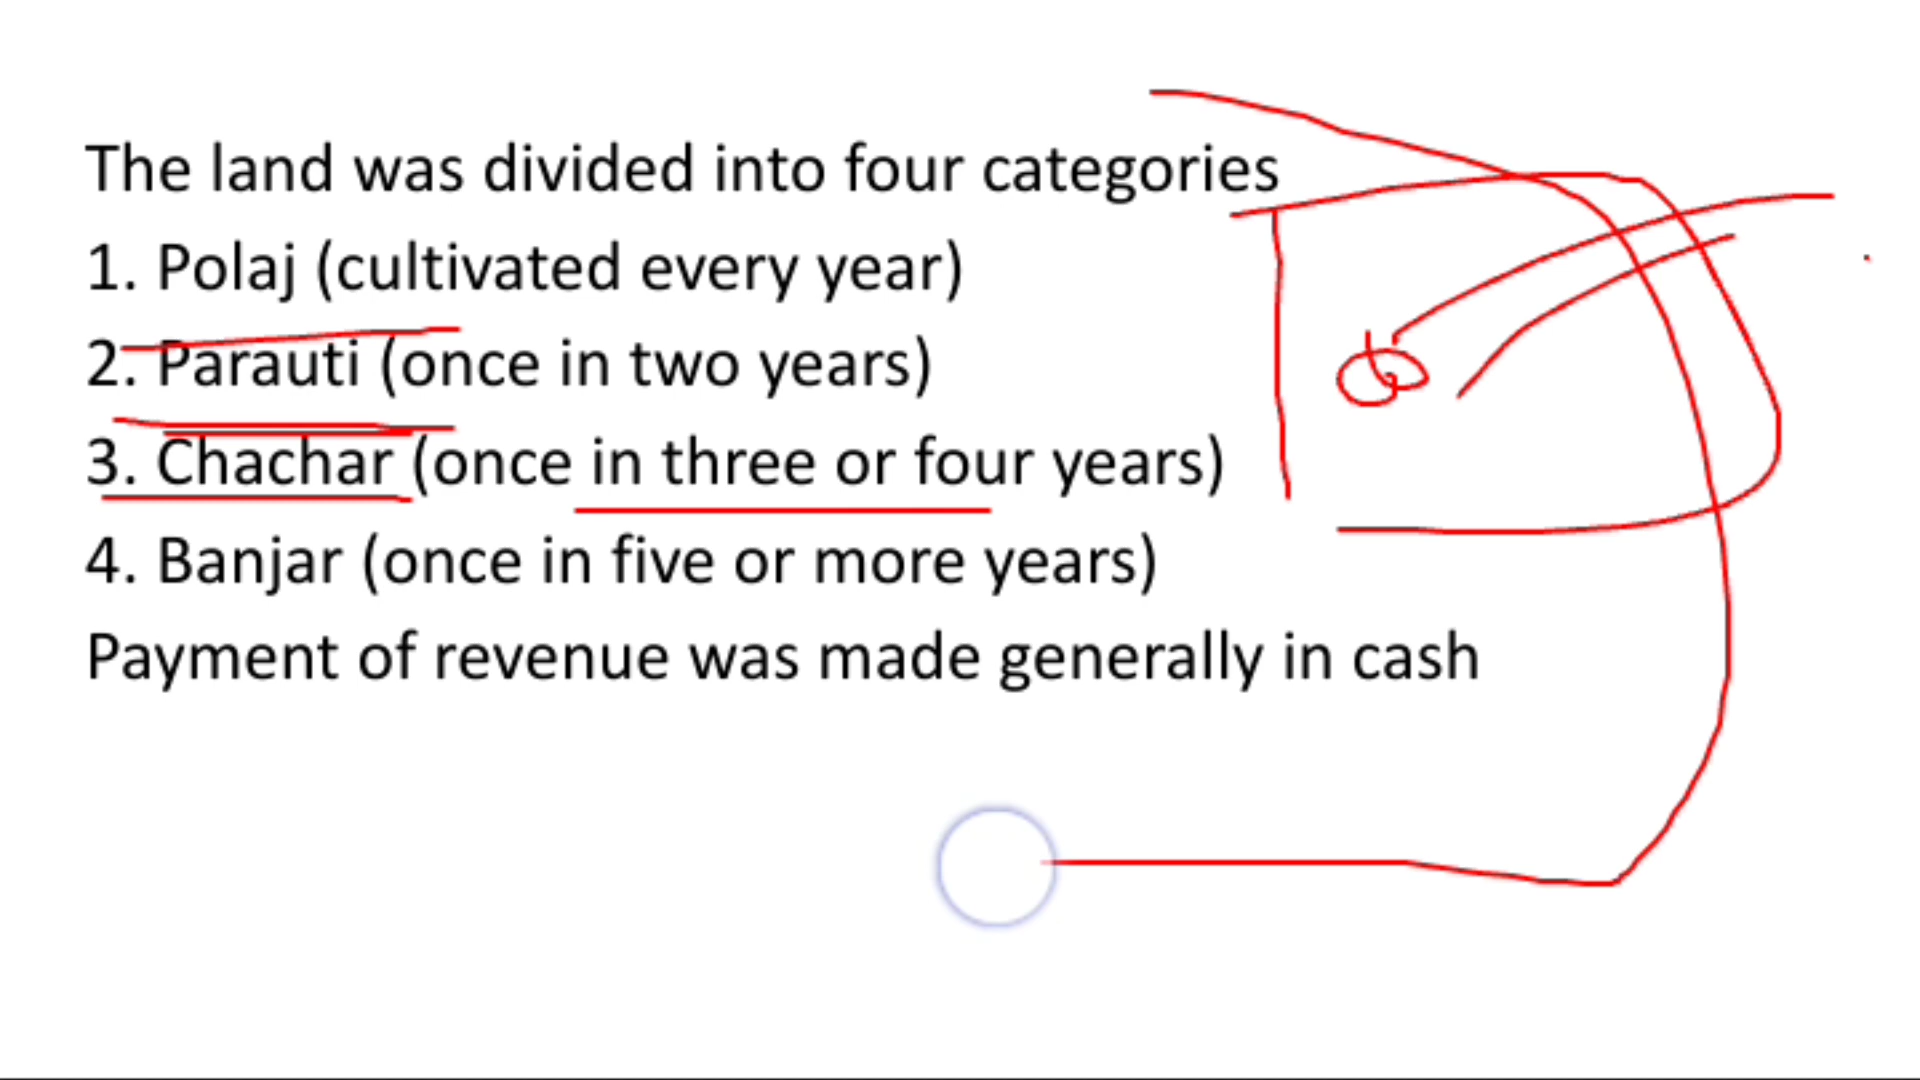 The land was divided into four categories
1. Polaj (cultivated every year)
2. Parauti (once in two years)
3. Chachar (once in three or four years)
4. Banjar (once in five or more years)
Payment of revenue was made generally in cash